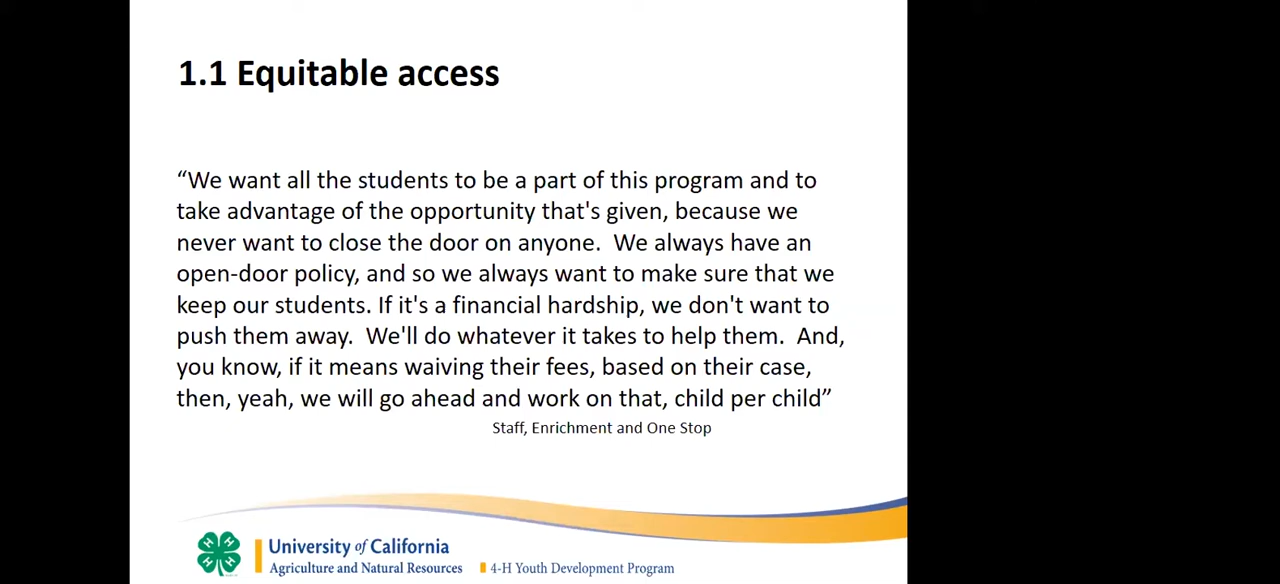 1.1 Equitable access
“We want all the students to be a part of this program and to
take advantage of the opportunity that's given, because we
never want to close the door on anyone.  We always have an
open-door policy, and so we always want to make sure that we
keep our students. If it's a financial hardship, we don't want to
push them away.  We'll do whatever it takes to help them.  And,
you know, if it means waiving their fees, based on their case,
then, yeah, we will go ahead and work on that, child per child”
Staff, Enrichment and One Stop
H H H H
University of California
Agriculture and Natural Resources
4-H Youth Development Program